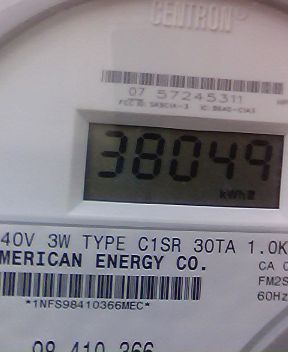 CENTRON
07 57245311
38049
kWh
40V 3W TYPE C1SR 30TA 1.0K
MERICAN ENERGY CO.
CA 0
FM2S
*1NFS98410366MEC*
60Hz
98 410 366